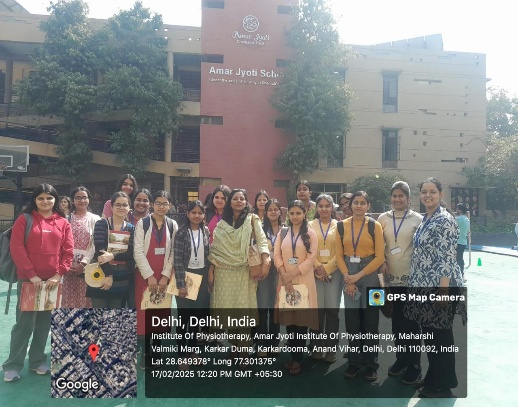 Amar Jyoti
Amar Jyoti Scho
GPS Map Camera
Delhi, Delhi, India
Institute Of Physiotherapy, Amar Jyoti Institute Of Physiotherapy, Maharshi
Valmiki Marg, Karkar Duma, Karkardooma, Anand Vihar, Delhi, Delhi 110092, India
Lat 28.649378° Long 77.301375°
17/02/2025 12:20 PM GMT +05:30
Google